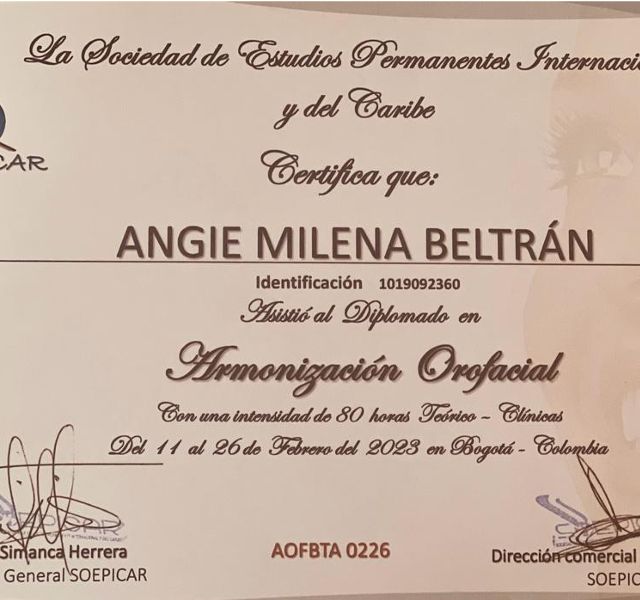 La Sociedad de Estudios Permanentes Internaci
y del Caribe
CAR
Certifica que:
ANGIE MILENA BELTRÁN
Identificación 1019092360
Asistió al Diplomado en
Armonización Orofacial
Con una intensidad de 80 horas Teórico - Clínicas
Del 11 al 26 de Febrero del 2023 en Bogotá - Colombia
Simanca Herrera
General SOEPICAR
AOFBTA 0226
Dirección comercial
SOEPIC